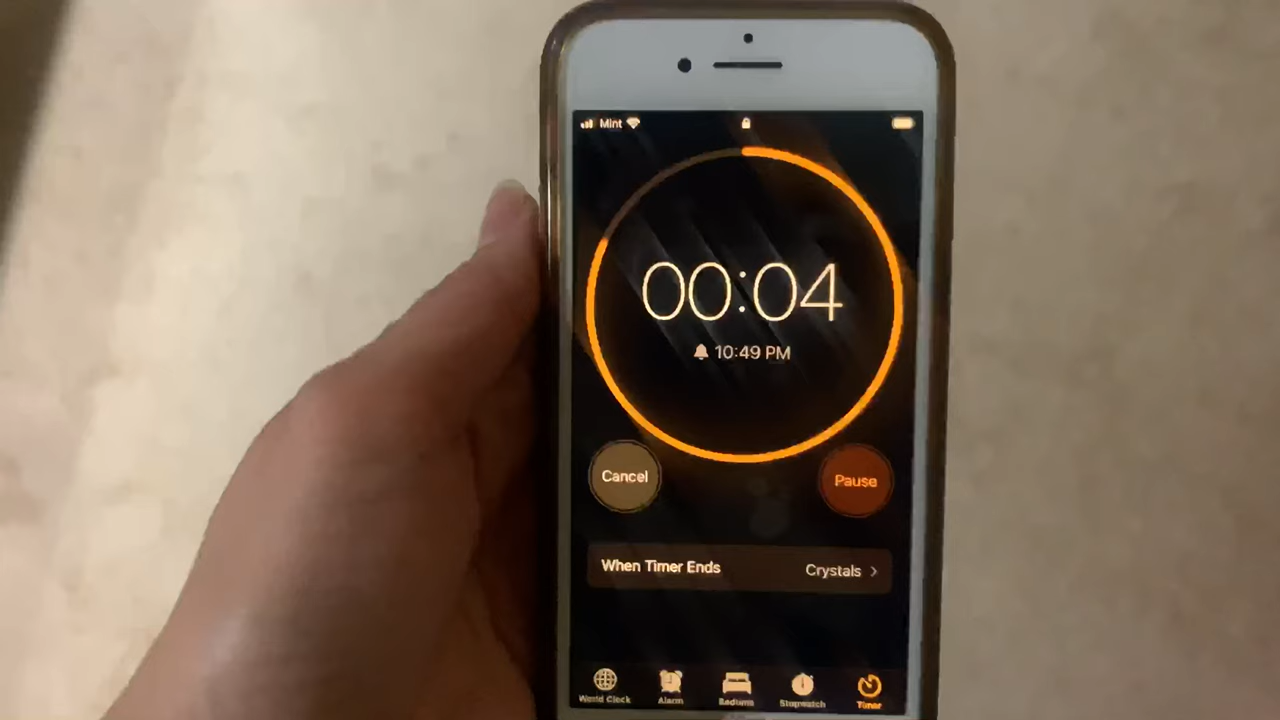 Mint
00:04
10:49 PM
Cancel
Pause
When Timer Ends
Crystals
World Clock
Alarm
Bedtime
Stopwatch
Timer